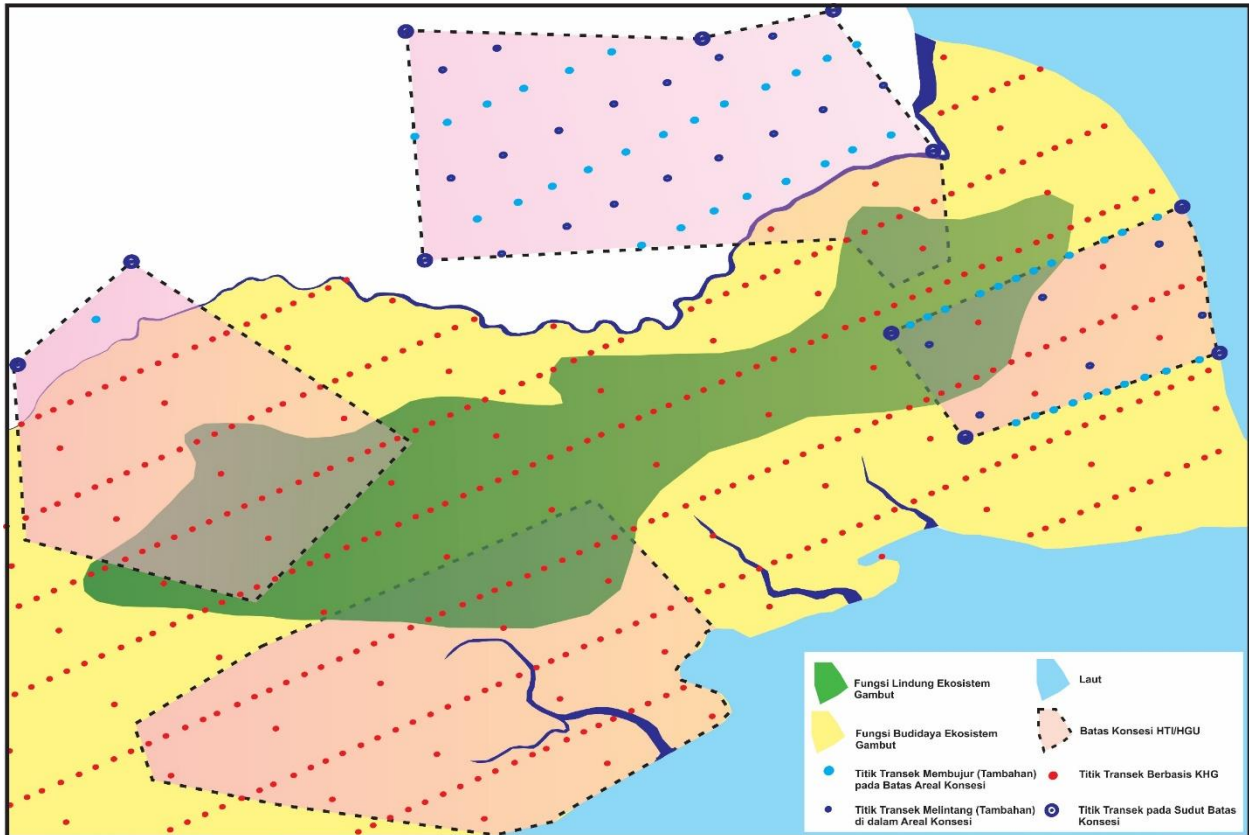 Fungsi Lindung Ekosistem
Gambut
Fungsi Budidaya Ekosistem
Gambut
Titik Transek Membujur (Tambahan)
pada Batas Areal Konsesi
Titik Transek Melintang (Tambahan)
di dalam Areal Konsesi
Laut
Batas Konsesi HTI/HGU
Titik Transek Berbasis KHG
Titik Transek pada Sudut Batas
Konsesi